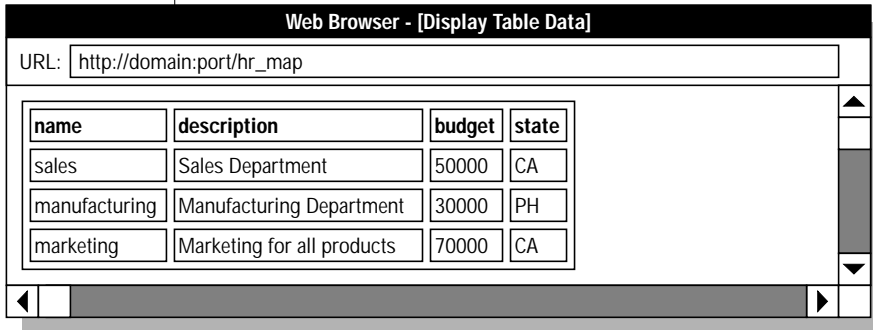 Web Browser - [Display Table Data]
URL: http://domain:port/hr_map
name description budget state
sales Sales Department 50000 CA
manufacturing Manufacturing Department 30000 PH
marketing Marketing for all products 70000 CA